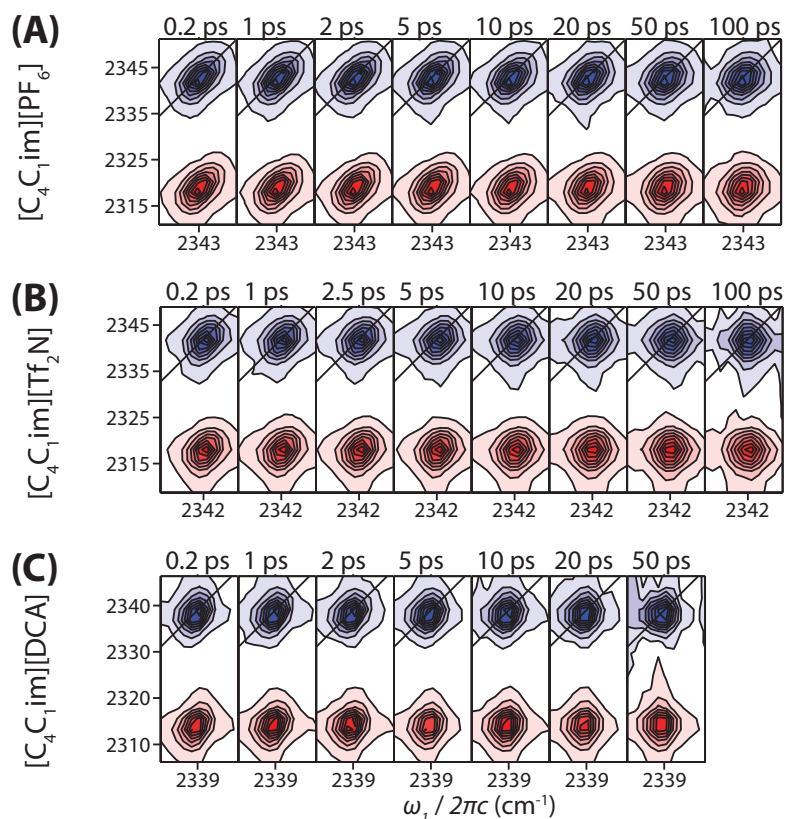 (A)
[C₄C₁im][PF₆]
0.2 ps 1 ps 2 ps 5 ps 10 ps 20 ps 50 ps 100 ps
2345
2335
2325
2315
2343 2343 2343 2343 2343 2343 2343 2343
(B)
[C₄C₁im][Tf₂N]
0.2 ps 1 ps 2.5 ps 5 ps 10 ps 20 ps 50 ps 100 ps
2345
2335
2325
2315
2342 2342 2342 2342 2342 2342 2342 2342
(C)
[C₄C₁im][DCA]
0.2 ps 1 ps 2 ps 5 ps 10 ps 20 ps 50 ps
2340
2330
2320
2310
2339 2339 2339 2339 2339 2339 2339
ω₁ / 2πc (cm⁻¹)